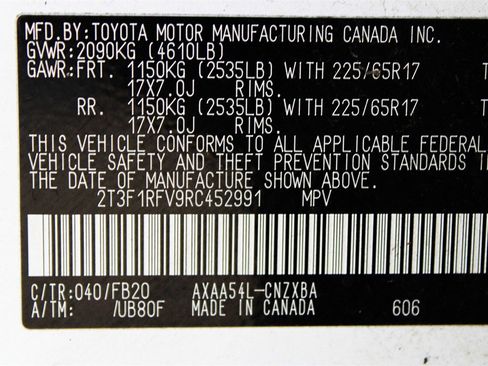 MFD.BY:TOYOTA MOTOR MANUFACTURING CANADA INC.
GVWR:2090KG (4610LB)
GAWR:FRT. 1150KG (2535LB) WITH 225/65R17 T
17X7.0J RIMS.
RR. 1150KG (2535LB) WITH 225/65R17 T
17X7.0J RIMS.
THIS VEHICLE CONFORMS TO ALL APPLICABLE FEDERAL
VEHICLE SAFETY AND THEFT PREVENTION STANDARDS
THE DATE OF MANUFACTURE SHOWN ABOVE.
2T3F1RFV9RC452991 MPV
C/TR:040/FB20 AXAA54L-CNZXBA
A/TM: /UB80F MADE IN CANADA 606